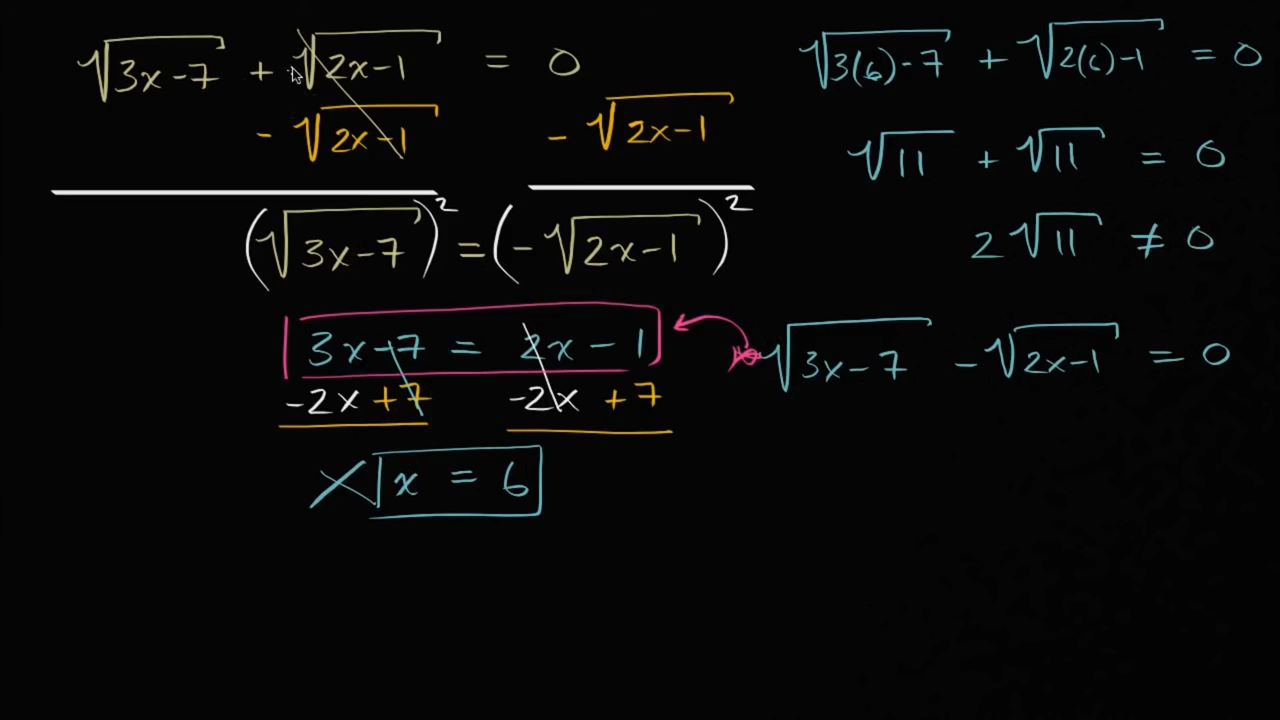 √(3x-7) + √(2x-1) = 0
- √(2x-1) - √(2x-1)
(√(3x-7))² = (-√(2x-1))²
3x-7 = 2x-1
-2x +7 -2x +7
x = 6
√(3(6)-7) + √(2(6)-1) = 0
√11 + √11 = 0
2√11 ≠ 0
√(3x-7) - √(2x-1) = 0